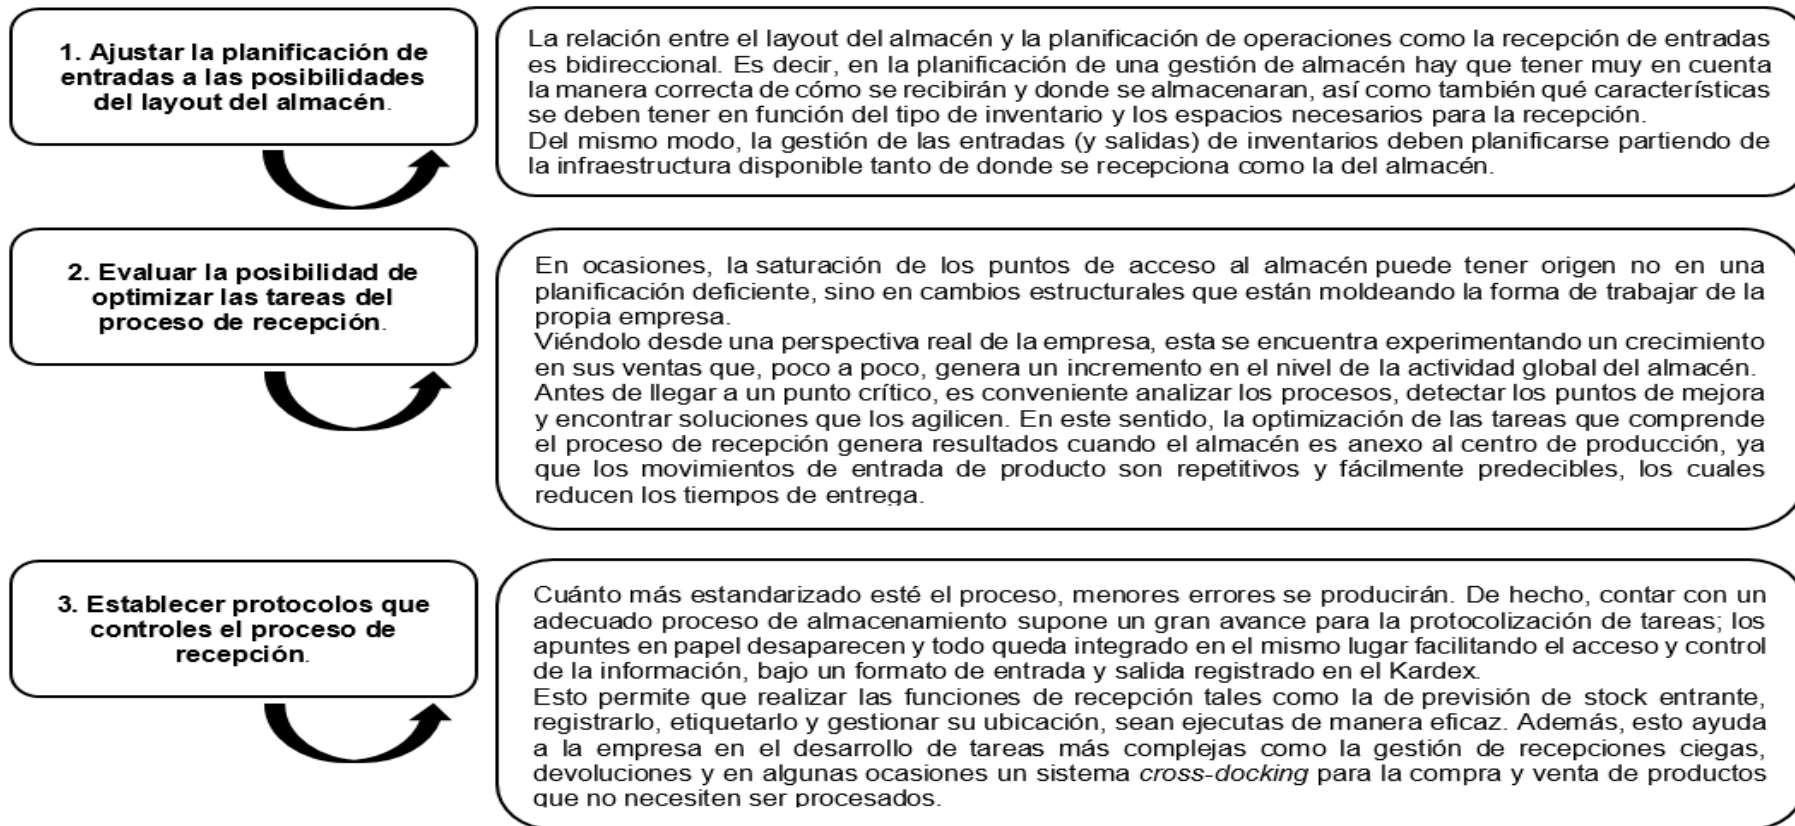 1. Ajustar la planificación de
entradas a las posibilidades
del layout del almacén.
La relación entre el layout del almacén y la planificación de operaciones como la recepción de entradas
es bidireccional. Es decir, en la planificación de una gestión de almacén hay que tener muy en cuenta
la manera correcta de cómo se recibirán y donde se almacenaran, así como también qué características
se deben tener en función del tipo de inventario y los espacios necesarios para la recepción.
Del mismo modo, la gestión de las entradas (y salidas) de inventarios deben planificarse partiendo de
la infraestructura disponible tanto de donde se recepciona como la del almacén.
2. Evaluar la posibilidad de
optimizar las tareas del
proceso de recepción.
En ocasiones, la saturación de los puntos de acceso al almacén puede tener origen no en una
planificación deficiente, sino en cambios estructurales que están moldeando la forma de trabajar de la
propia empresa.
Viéndolo desde una perspectiva real de la empresa, esta se encuentra experimentando un crecimiento
en sus ventas que, poco a poco, genera un incremento en el nivel de la actividad global del almacén.
Antes de llegar a un punto crítico, es conveniente analizar los procesos, detectar los puntos de mejora
y encontrar soluciones que los agilicen. En este sentido, la optimización de las tareas que comprende
el proceso de recepción genera resultados cuando el almacén es anexo al centro de producción, ya
que los movimientos de entrada de producto son repetitivos y fácilmente predecibles, los cuales
reducen los tiempos de entrega.
3. Establecer protocolos que
controles el proceso de
recepción.
Cuánto más estandarizado esté el proceso, menores errores se producirán. De hecho, contar con un
adecuado proceso de almacenamiento supone un gran avance para la protocolización de tareas; los
apuntes en papel desaparecen y todo queda integrado en el mismo lugar facilitando el acceso y control
de la información, bajo un formato de entrada y salida registrado en el Kardex.
Esto permite que realizar las funciones de recepción tales como la de previsión de stock entrante,
registrarlo, etiquetarlo y gestionar su ubicación, sean ejecutas de manera eficaz. Además, esto ayuda
a la empresa en el desarrollo de tareas más complejas como la gestión de recepciones ciegas,
devoluciones y en algunas ocasiones un sistema cross-docking para la compra y venta de productos
que no necesiten ser procesados.